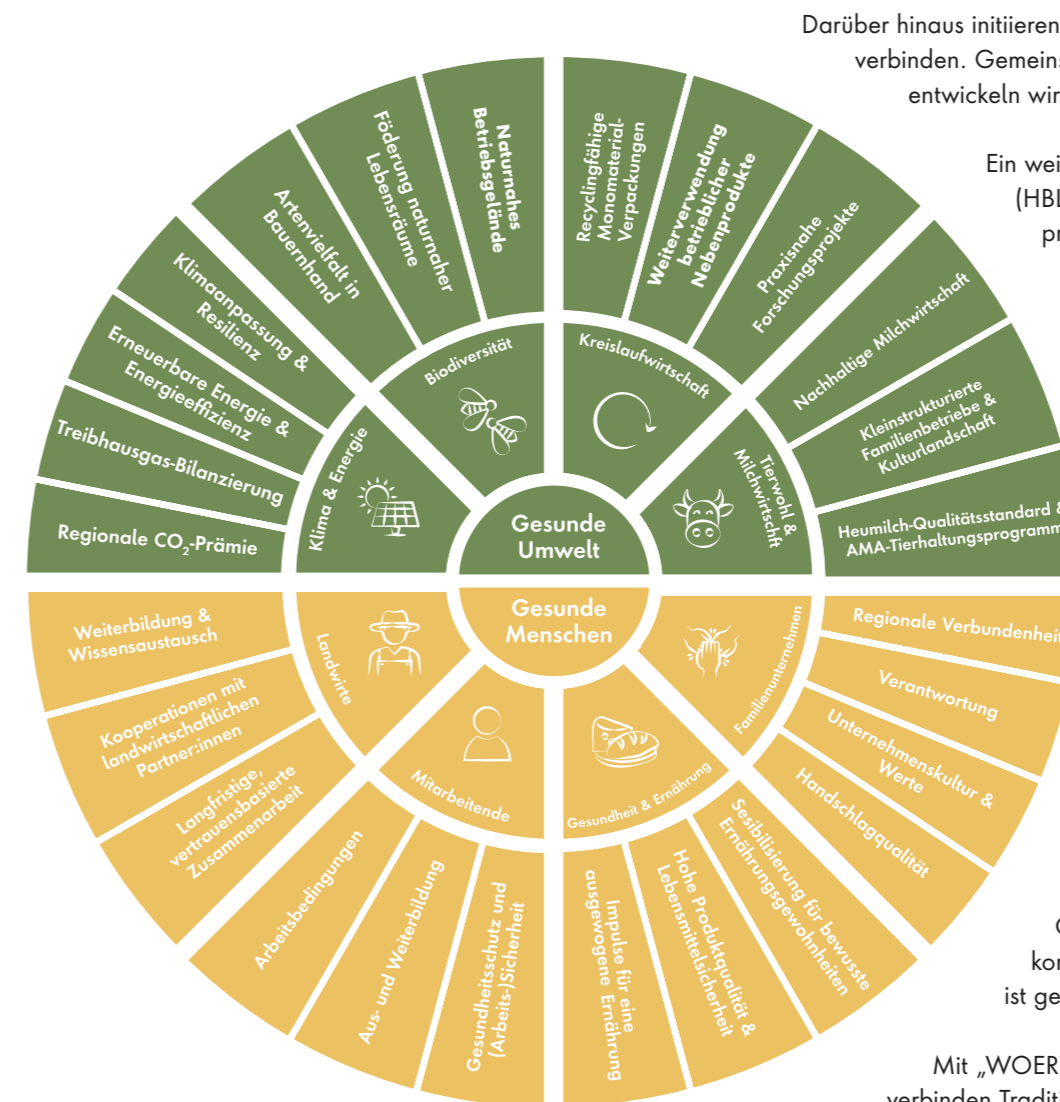 Darüber hinaus initiieren
verbinden. Gemeins
entwickeln wir
Ein wei
(HBL
pr
Naturnahes
Betriebsgelände
Föderung naturnaher
Lebensräume
Artenvielfalt in
Bauernhand
Klimaanpassung &
Resilienz
Erneuerbare Energie &
Energieeffizienz
Treibhausgas-Bilanzierung
Regionale CO₂-Prämie
Recyclingfähige
Monomaterial-
Verpackungen
Weiterverwendung
betrieblicher
Nebenprodukte
Praxisnahe
Forschungsprojekte
Nachhaltige Milchwirtschaft
Kleinstrukturierte
Familienbetriebe &
Kulturlandschaft
Heumilch-Qualitätsstandard &
AMA-Tierhaltungsprogramm
Klima & Energie
Biodiversität
Kreislaufwirtschaft
Tierwohl &
Milchwirtschft
Gesunde
Umwelt
Gesunde
Menschen
Landwirte
Mitarbeitende
Gesundheit & Ernährung
Familienunternehmen
Weiterbildung &
Wissensaustausch
Kooperationen mit
landwirtschaftlichen
Partner:innen
Langfristige,
vertrauensbasierte
Zusammenarbeit
Arbeitsbedingungen
Aus- und Weiterbildung
Gesundheitsschutz und
(Arbeits-)Sicherheit
Impulse für eine
ausgewogene Ernährung
Hohe Produktqualität &
Lebensmittelsicherheit
Sesibilisierung für bewusste
Ernährungsgewohnheiten
Handschlagqualität
Unternehmenskultur &
Werte
Verantwortung
Regionale Verbundenheit
kor
ist ge
Mit „WOER
verbinden Tradit